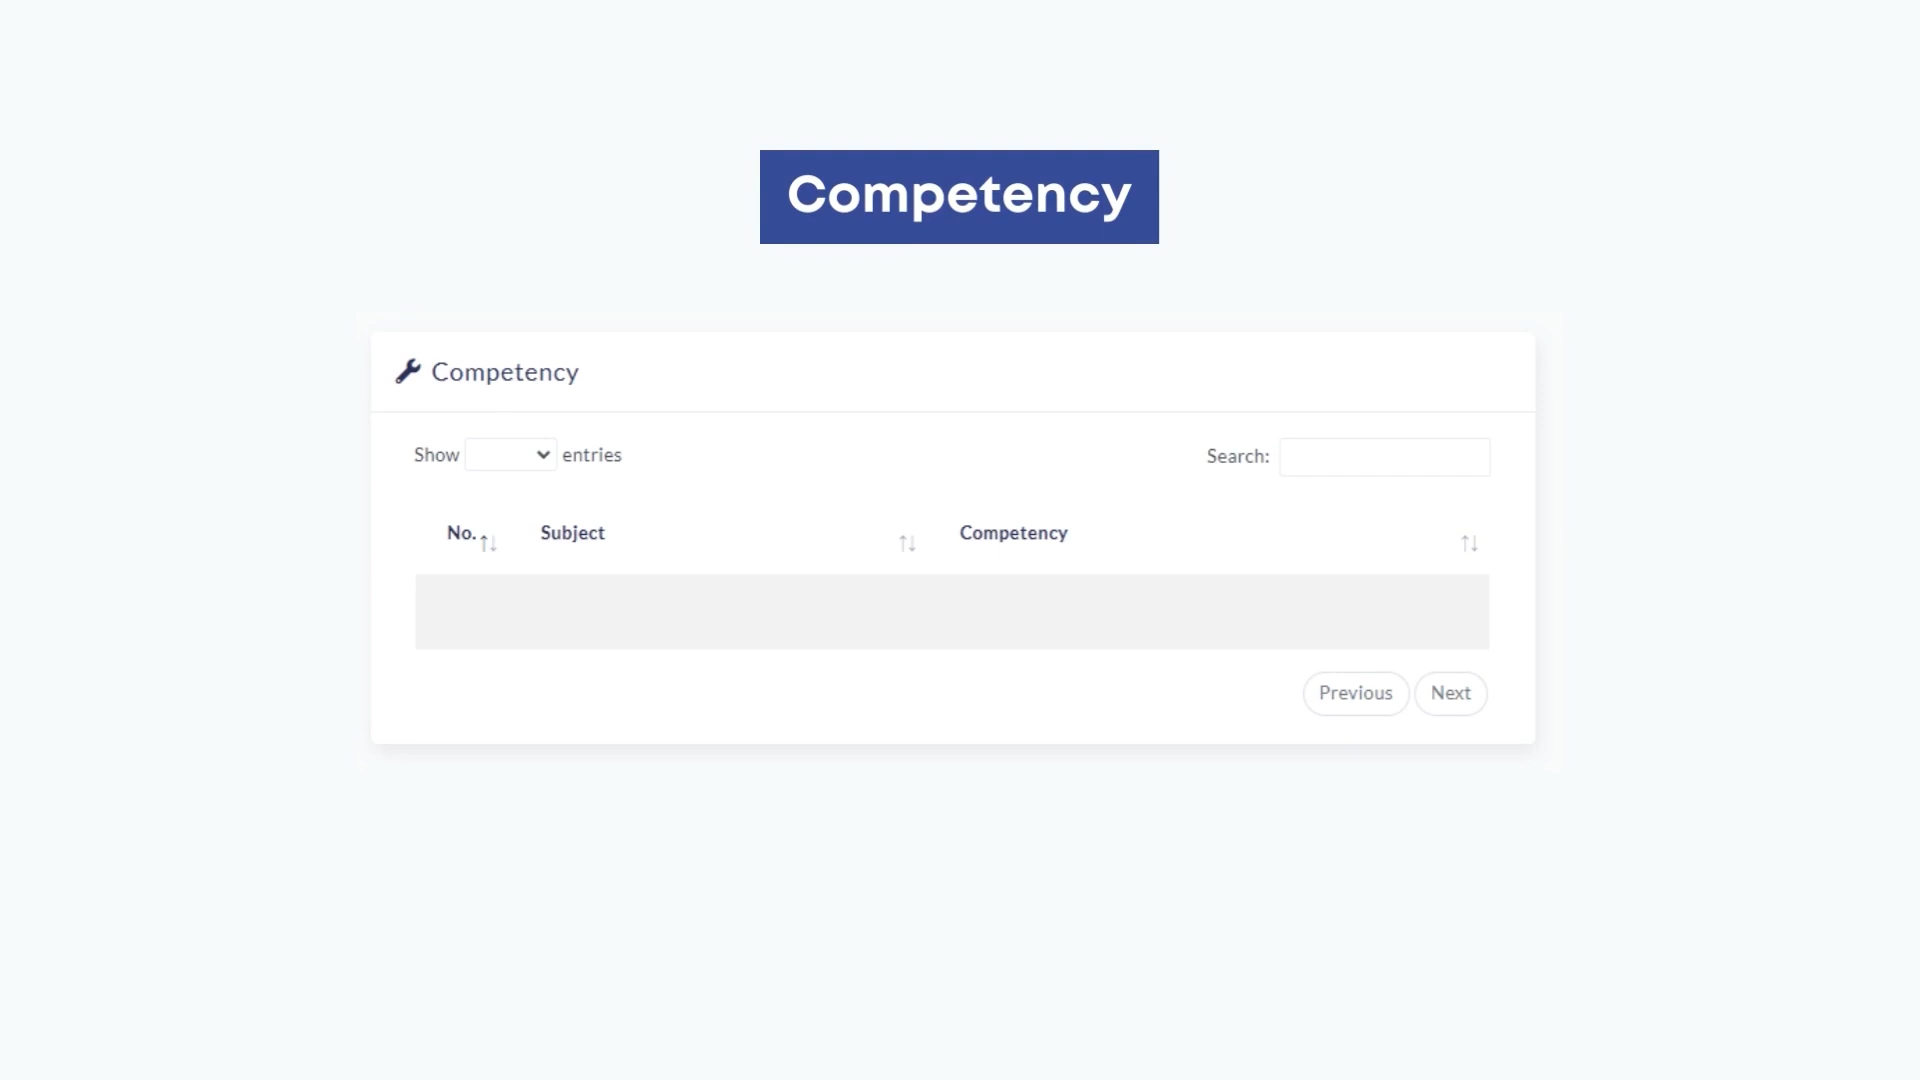 Competency
Competency
Show entries
Search:
No. Subject Competency
Previous Next